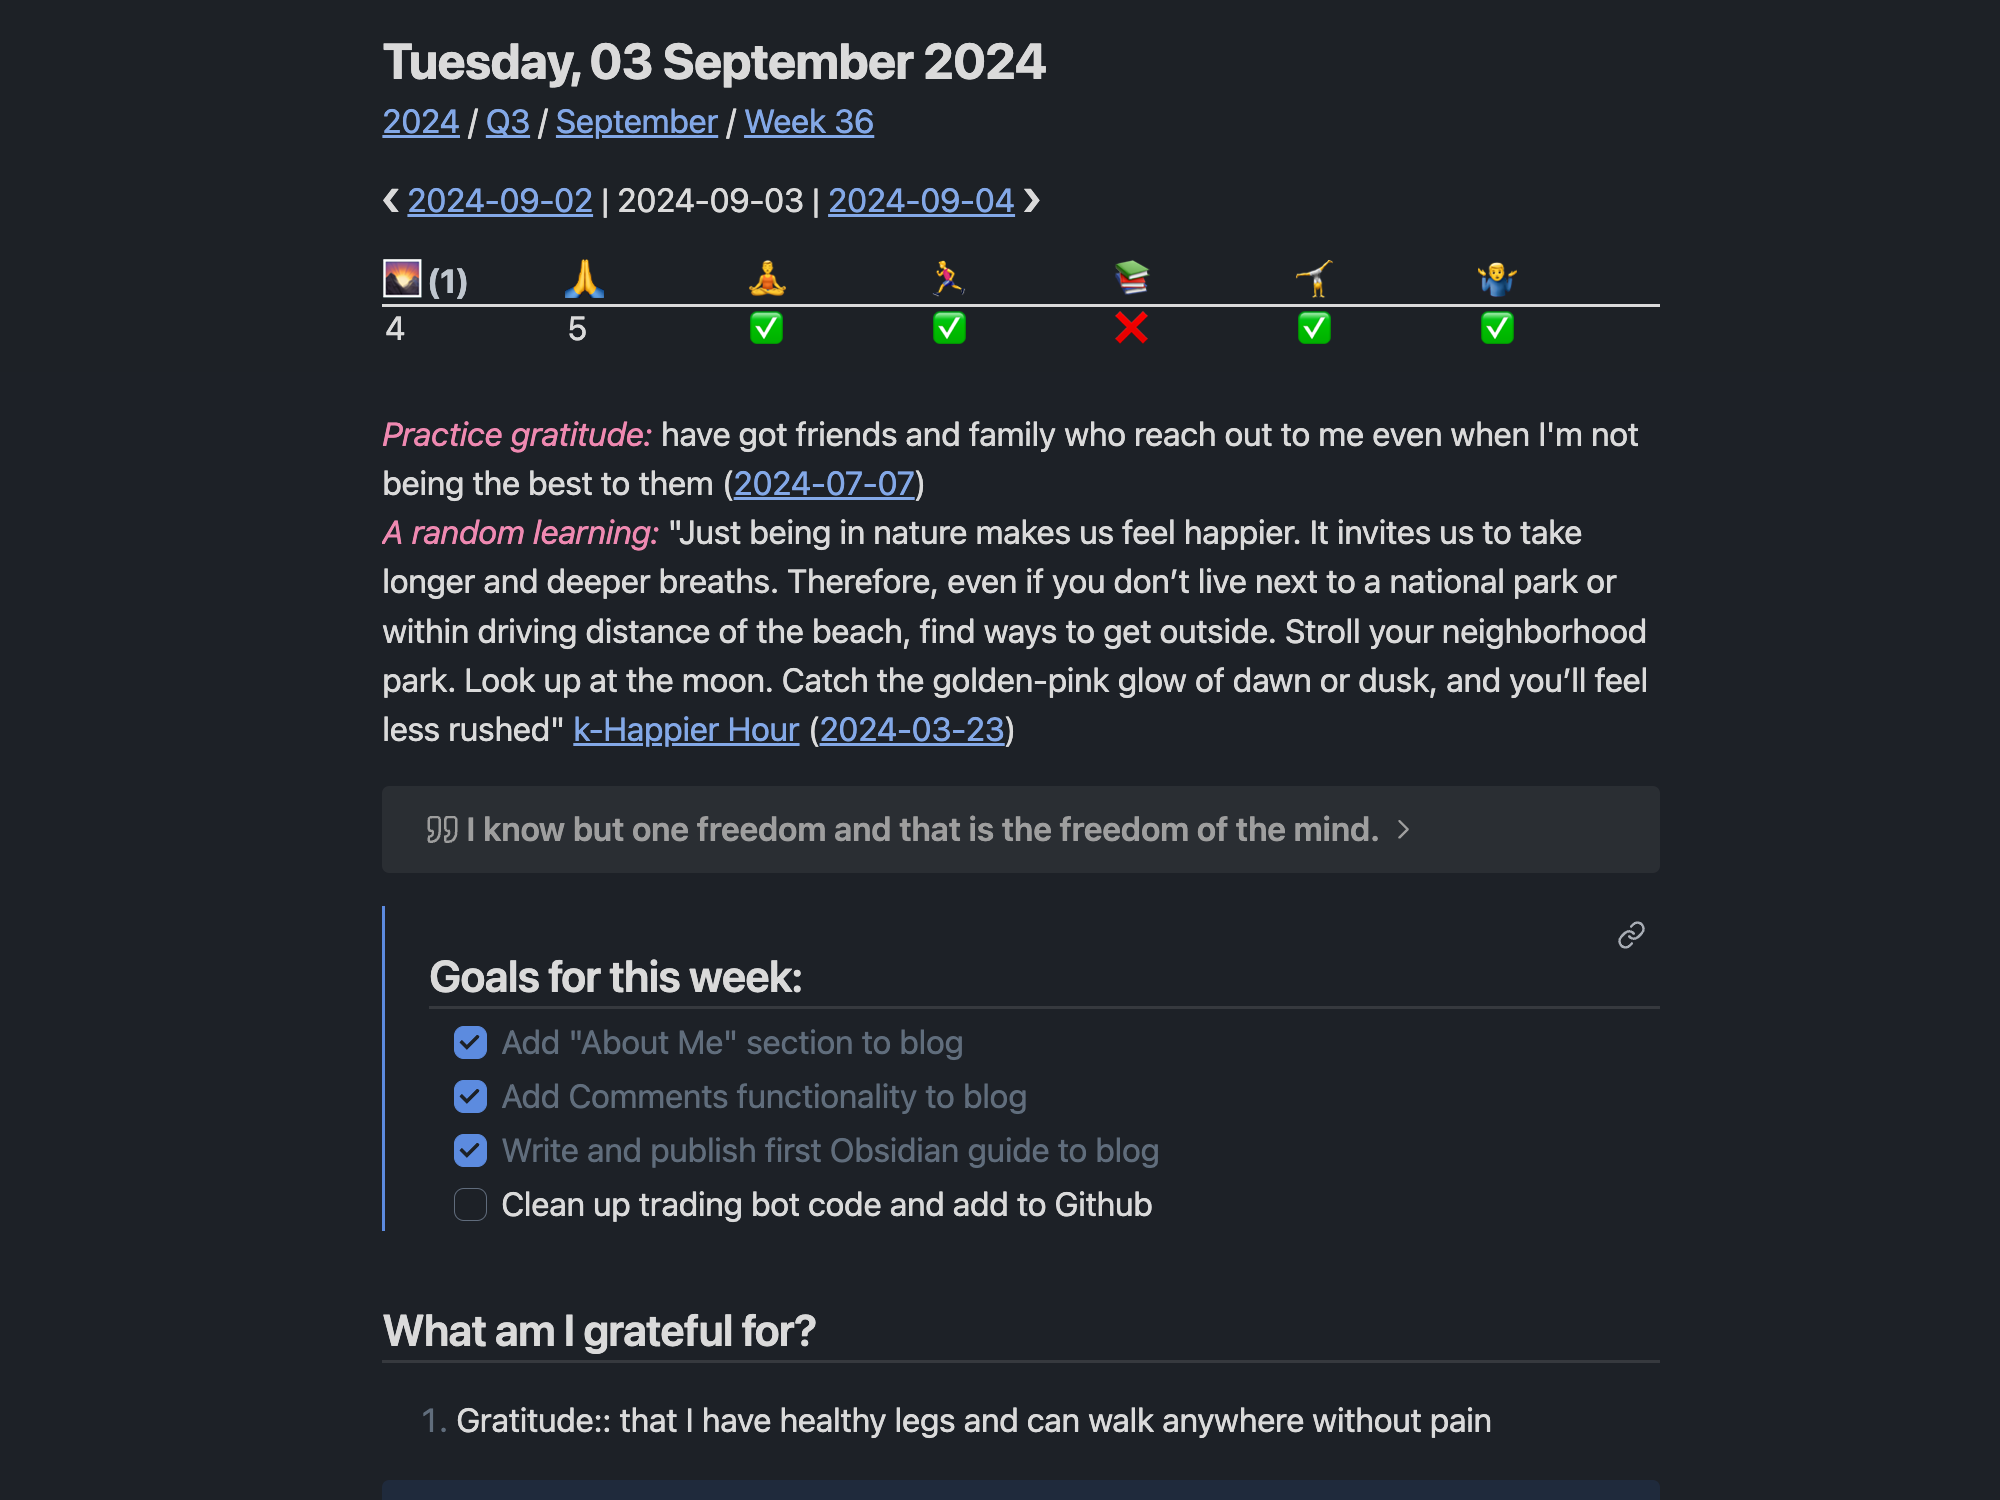 Tuesday, 03 September 2024
2024 / Q3 / September / Week 36
❮ 2024-09-02 | 2024-09-03 | 2024-09-04 ❯
🌄 (1) 🙏 🧘 🏃 📚 🤸 🤷
4 5 ✅ ✅ ❌ ✅ ✅
Practice gratitude: have got friends and family who reach out to me even when I'm not
being the best to them (2024-07-07)
A random learning: "Just being in nature makes us feel happier. It invites us to take
longer and deeper breaths. Therefore, even if you don’t live next to a national park or
within driving distance of the beach, find ways to get outside. Stroll your neighborhood
park. Look up at the moon. Catch the golden-pink glow of dawn or dusk, and you’ll feel
less rushed" k-Happier Hour (2024-03-23)
I know but one freedom and that is the freedom of the mind.
Goals for this week:
Add "About Me" section to blog
Add Comments functionality to blog
Write and publish first Obsidian guide to blog
Clean up trading bot code and add to Github
What am I grateful for?
1. Gratitude:: that I have healthy legs and can walk anywhere without pain